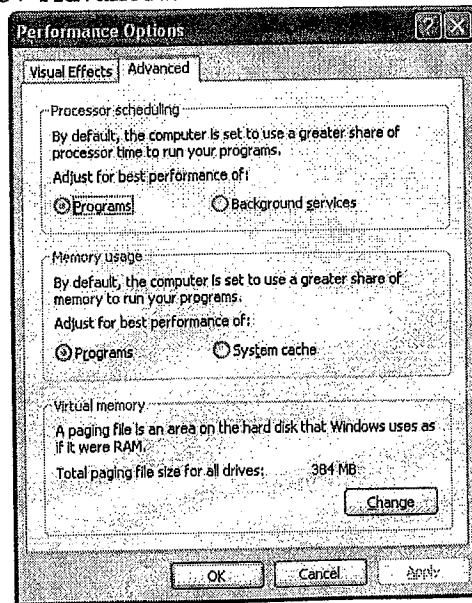 Performance Options
Visual Effects
Advanced
Processor scheduling
By default, the computer is set to use a greater share of
processor time to run your programs.
Adjust for best performance of:
Programs
Background services
Memory usage
By default, the computer is set to use a greater share of
memory to run your programs.
Adjust for best performance of:
Programs
System cache
Virtual memory
A paging file is an area on the hard disk that Windows uses as
if it were RAM.
Total paging file size for all drives: 384 MB
Change
OK
Cancel
Apply